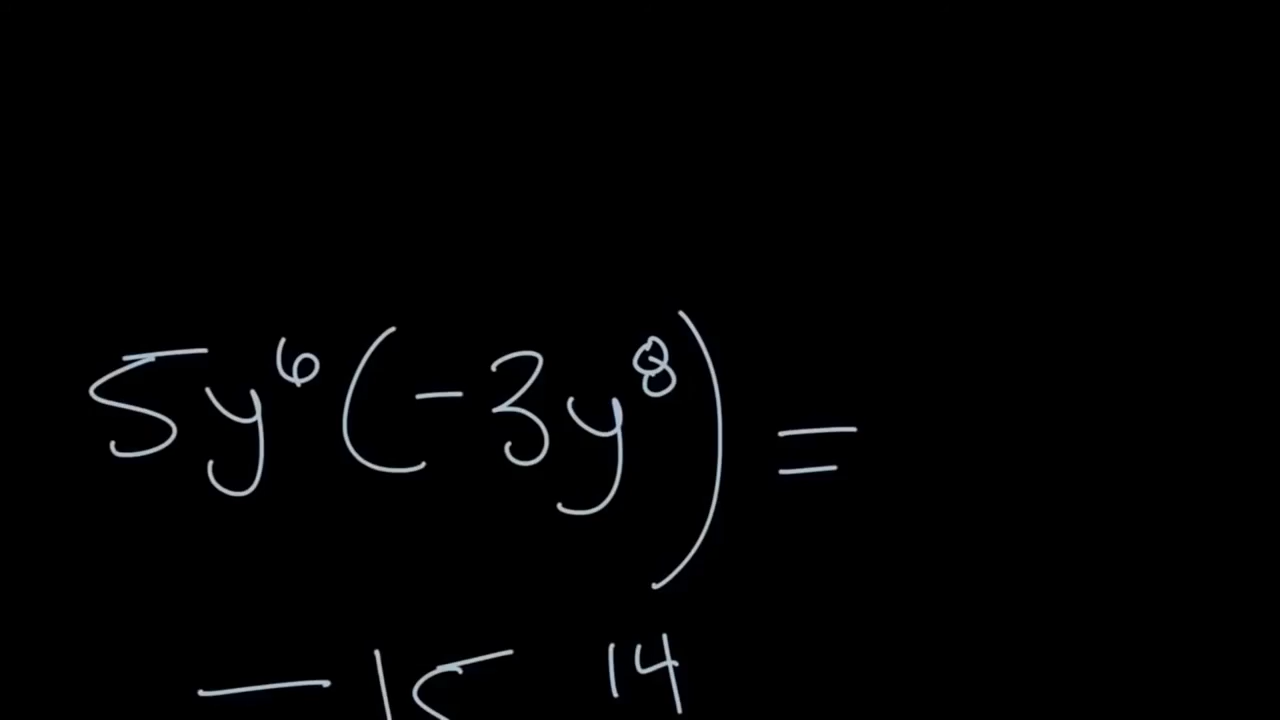 5y⁶(-3y⁸) =
-15 ¹⁴